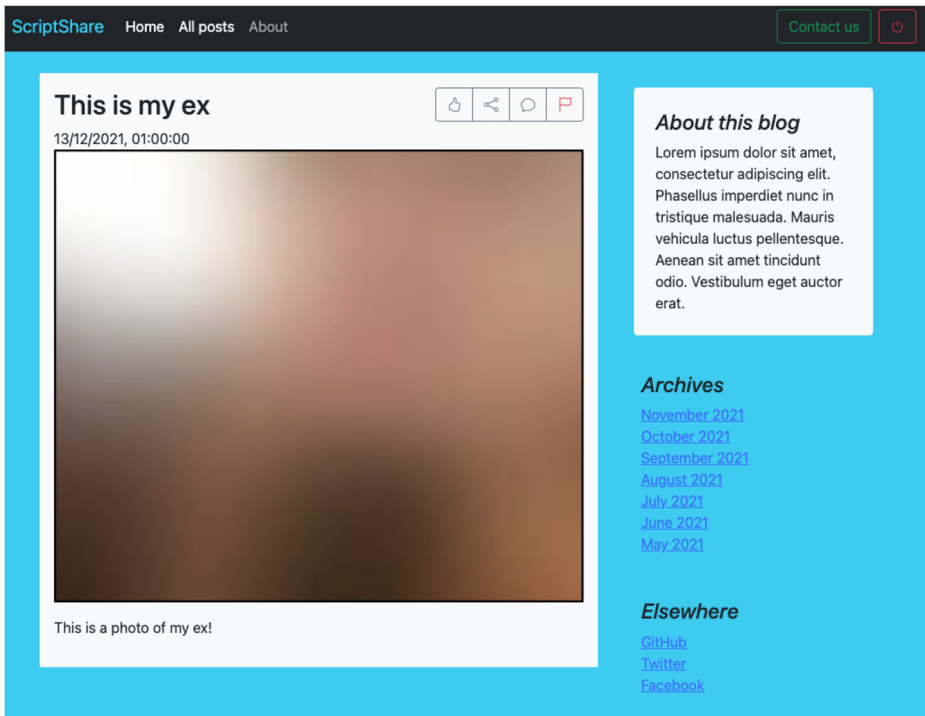 ScriptShare Home All posts About Contact us
This is my ex
13/12/2021, 01:00:00
This is a photo of my ex!
About this blog
Lorem ipsum dolor sit amet,
consectetur adipiscing elit.
Phasellus imperdiet nunc in
tristique malesuada. Mauris
vehicula luctus pellentesque.
Aenean sit amet tincidunt
odio. Vestibulum eget auctor
erat.
Archives
November 2021
October 2021
September 2021
August 2021
July 2021
June 2021
May 2021
Elsewhere
GitHub
Twitter
Facebook